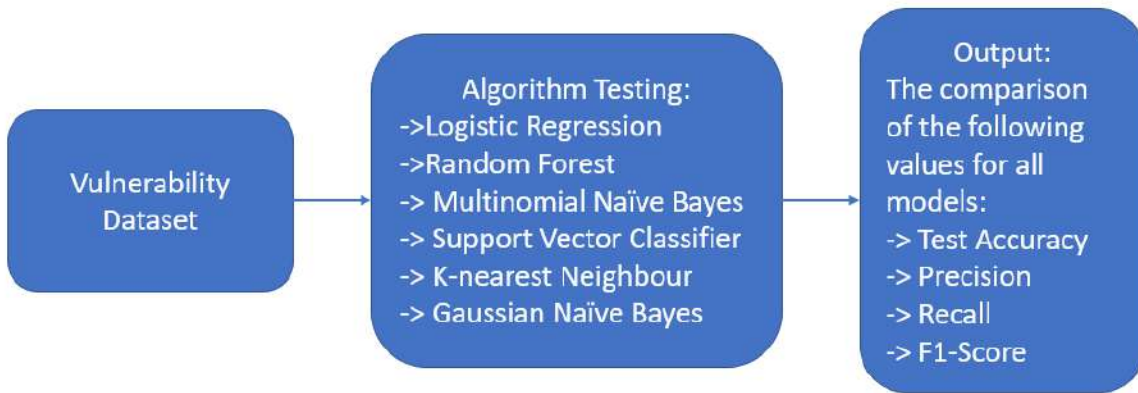 Vulnerability
Dataset
Algorithm Testing:
->Logistic Regression
->Random Forest
-> Multinomial Naïve Bayes
-> Support Vector Classifier
-> K-nearest Neighbour
-> Gaussian Naïve Bayes
Output:
The comparison
of the following
values for all
models:
-> Test Accuracy
-> Precision
-> Recall
-> F1-Score